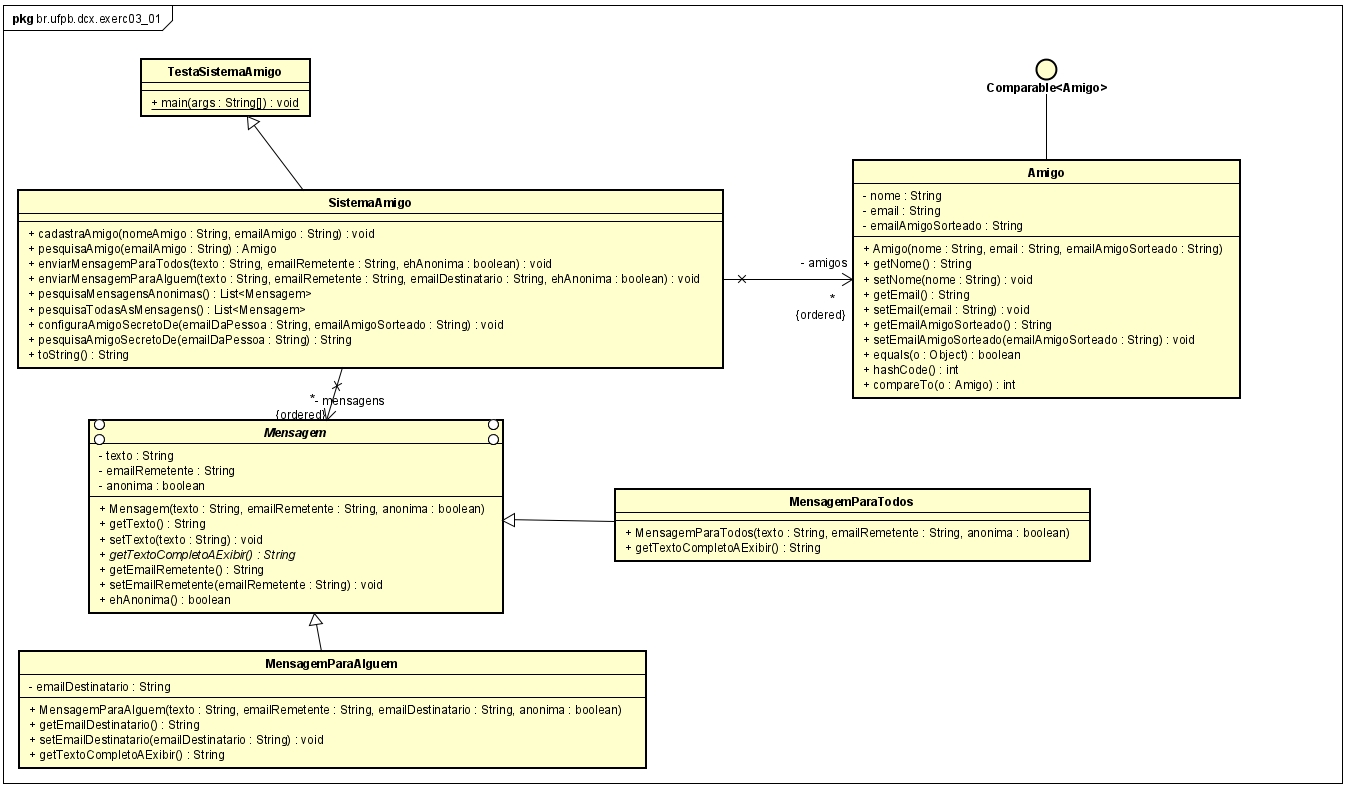 pkg br.ufpb.dcx.exerc03_01
TestaSistemaAmigo
+ main(args : String[]) : void
Comparable<Amigo>
SistemaAmigo
+ cadastraAmigo(nomeAmigo : String, emailAmigo : String) : void
+ pesquisaAmigo(emailAmigo : String) : Amigo
+ enviarMensagemParaTodos(texto : String, emailRemetente : String, ehAnonima : boolean) : void
+ enviarMensagemParaAlguem(texto : String, emailRemetente : String, emailDestinatario : String, ehAnonima : boolean) : void
+ pesquisaMensagensAnonimas() : List<Mensagem>
+ pesquisaTodasAsMensagens() : List<Mensagem>
+ configuraAmigoSecretoDe(emailDaPessoa : String, emailAmigoSorteado : String) : void
+ pesquisaAmigoSecretoDe(emailDaPessoa : String) : String
+ toString() : String
- amigos
*
{ordered}
Amigo
- nome : String
- email : String
- emailAmigoSorteado : String
+ Amigo(nome : String, email : String, emailAmigoSorteado : String)
+ getNome() : String
+ setNome(nome : String) : void
+ getEmail() : String
+ setEmail(email : String) : void
+ getEmailAmigoSorteado() : String
+ setEmailAmigoSorteado(emailAmigoSorteado : String) : void
+ equals(o : Object) : boolean
+ hashCode() : int
+ compareTo(o : Amigo) : int
*- mensagens
{ordered}
Mensagem
- texto : String
- emailRemetente : String
- anonima : boolean
+ Mensagem(texto : String, emailRemetente : String, anonima : boolean)
+ getTexto() : String
+ setTexto(texto : String) : void
+ getTextoCompletoAExibir() : String
+ getEmailRemetente() : String
+ setEmailRemetente(emailRemetente : String) : void
+ ehAnonima() : boolean
MensagemParaTodos
+ MensagemParaTodos(texto : String, emailRemetente : String, anonima : boolean)
+ getTextoCompletoAExibir() : String
MensagemParaAlguem
- emailDestinatario : String
+ MensagemParaAlguem(texto : String, emailRemetente : String, emailDestinatario : String, anonima : boolean)
+ getEmailDestinatario() : String
+ setEmailDestinatario(emailDestinatario : String) : void
+ getTextoCompletoAExibir() : String